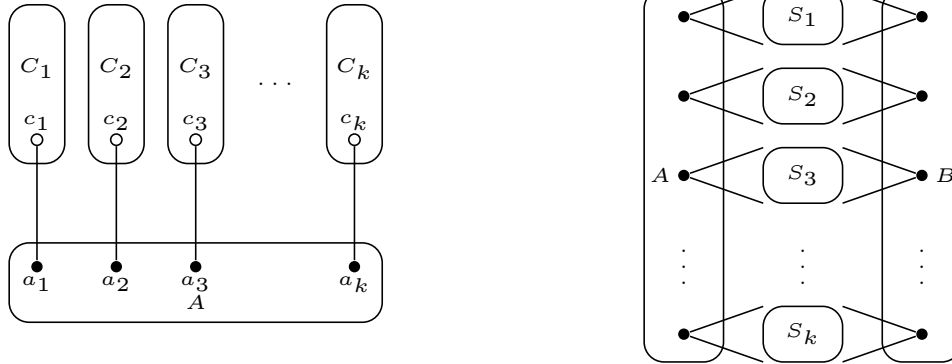 C₁ C₂ C₃ ... Cₖ
c₁ c₂ c₃ cₖ
a₁ a₂ a₃ aₖ
A
S₁
S₂
A S₃ B
⋮ ⋮ ⋮
Sₖ